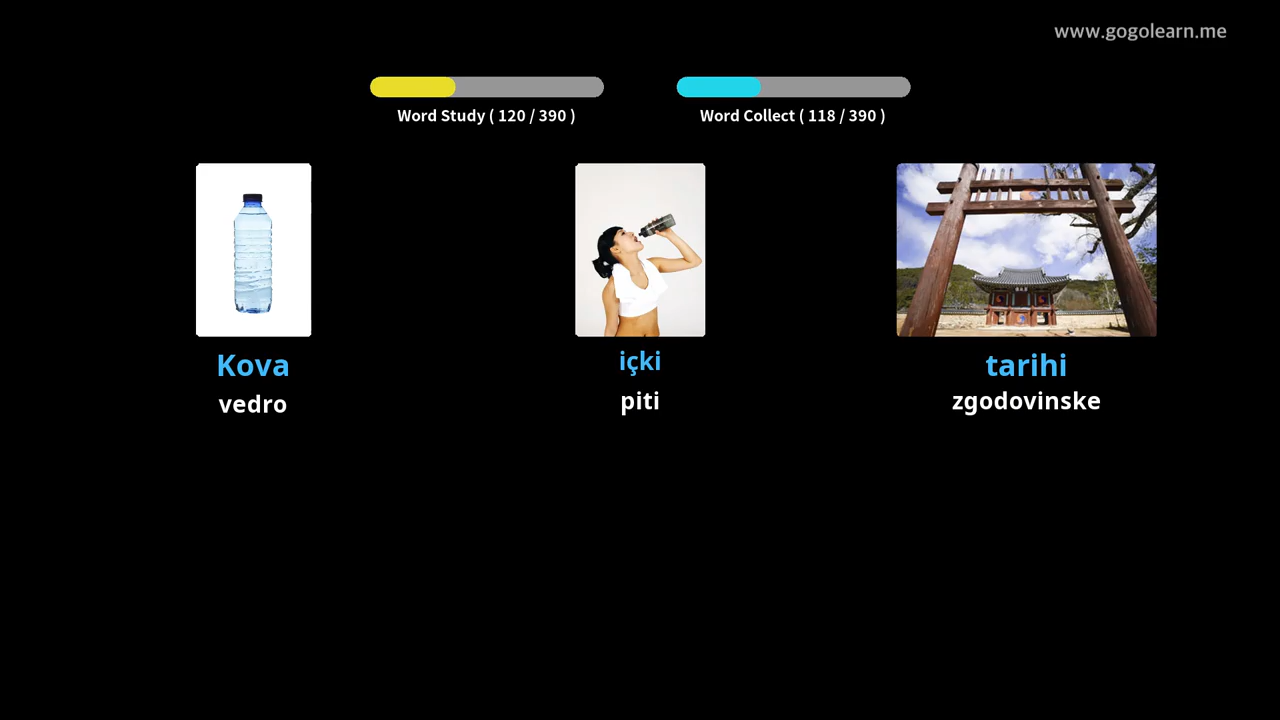 www.gogolearn.me
Word Study ( 120 / 390 )
Word Collect ( 118 / 390 )
Kova
vedro
içki
piti
tarihi
zgodovinske